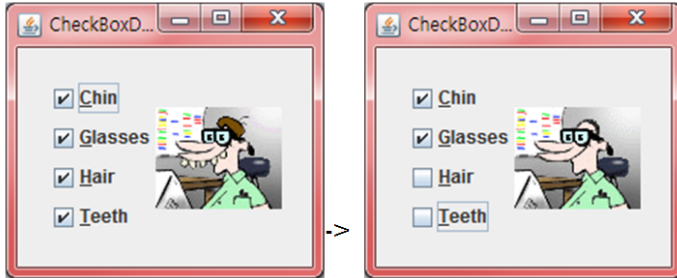 CheckBoxD...
Chin
Glasses
Hair
Teeth
->
CheckBoxD...
Chin
Glasses
Hair
Teeth